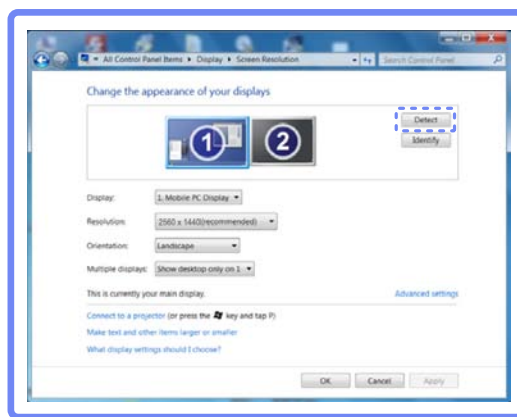 All Control Panel Items Display Screen Resolution Search Control Panel
Change the appearance of your displays
1 2
Detect
Identify
Display: 1. Mobile PC Display
Resolution: 2560 x 1440(recommended)
Orientation: Landscape
Multiple displays: Show desktop only on 1
This is currently your main display. Advanced settings
Connect to a projector (or press the key and tap P)
Make text and other items larger or smaller
What display settings should I choose?
OK Cancel Apply